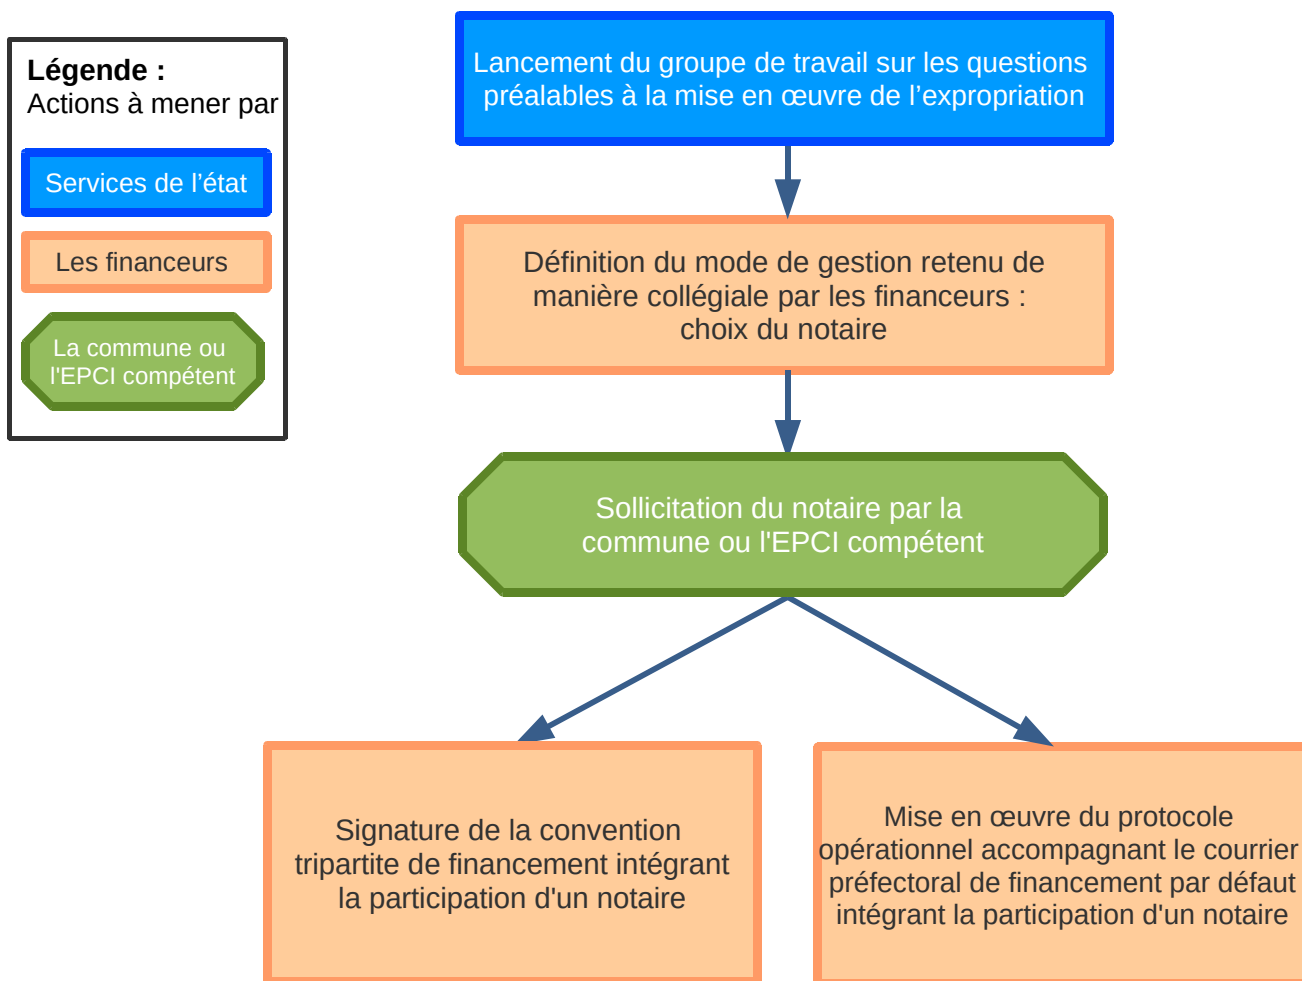 Légende :
Actions à mener par
Services de l’état
Les financeurs
La commune ou
l'EPCI compétent
Lancement du groupe de travail sur les questions
préalables à la mise en œuvre de l’expropriation
Définition du mode de gestion retenu de
manière collégiale par les financeurs :
choix du notaire
Sollicitation du notaire par la
commune ou l'EPCI compétent
Signature de la convention
tripartite de financement intégrant
la participation d'un notaire
Mise en œuvre du protocole
opérationnel accompagnant le courrier
préfectoral de financement par défaut
intégrant la participation d'un notaire